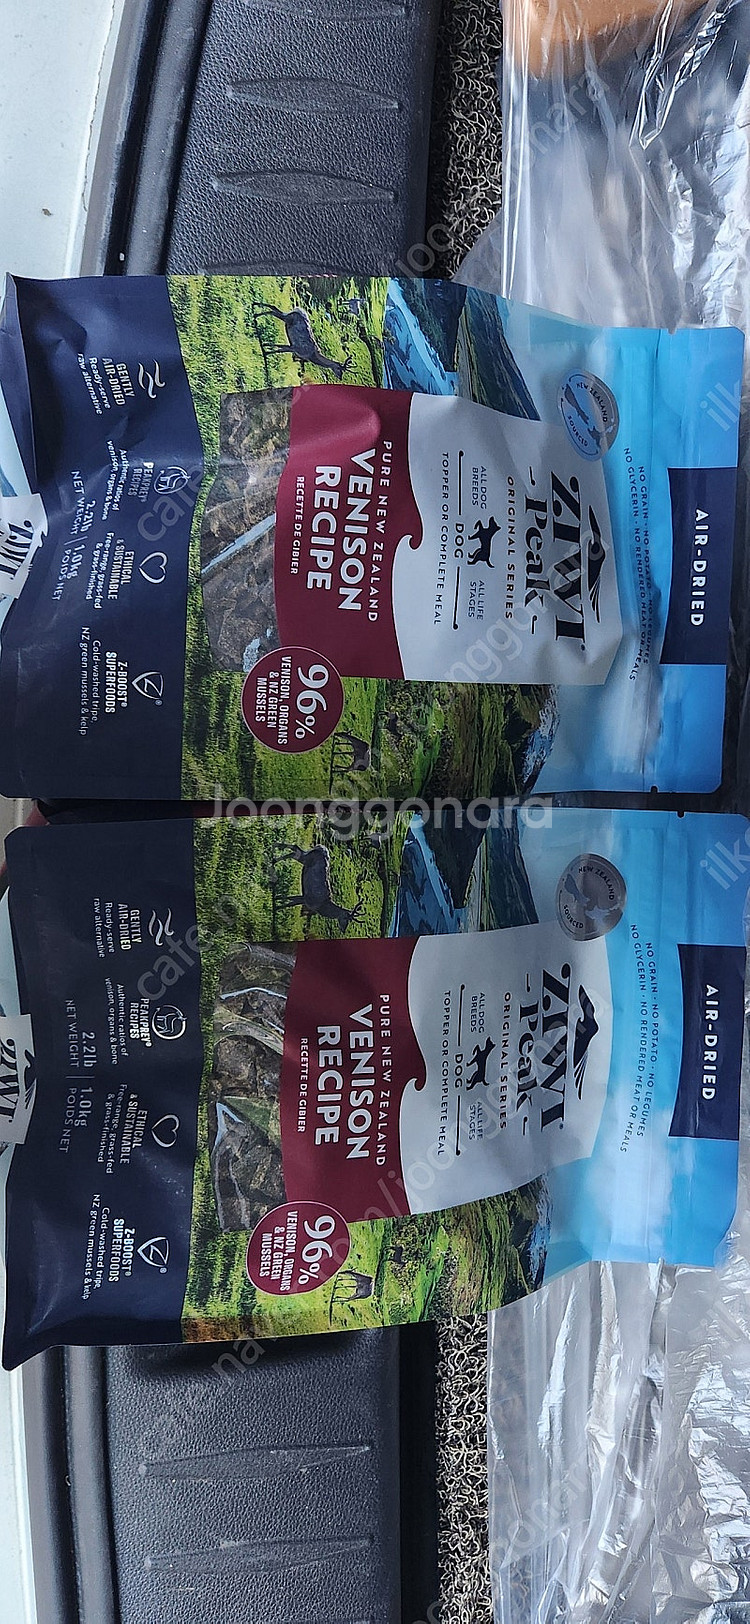 AIR-DRIED
NO GRAIN · NO POTATO · NO LEGUMES
NO GLYCERIN · NO RENDERED MEAT OR MEALS
NEW ZEALAND
SOURCED
ZIWI
Peak
ORIGINAL SERIES
ALL DOG
BREEDS
DOG
ALL LIFE
STAGES
TOPPER OR COMPLETE MEAL
PURE NEW ZEALAND
VENISON
RECIPE
RECETTE DE GIBIER
96%
VENISON, ORGANS
& NZ GREEN
MUSSELS
GENTLY
AIR-DRIED
Ready-serve
raw alternative
PEAKPREY®
RECIPES
Authentic ratios of
venison, organs & bone
ETHICAL
& SUSTAINABLE
Free-range, grass-fed
& grass-finished
Z-BOOST®
SUPERFOODS
Cold-washed tripe,
NZ green mussels & kelp
2.2lb 1.0kg
NET WEIGHT POIDS NET
ZIWI
Joonggonara
AIR-DRIED
NO GRAIN · NO POTATO · NO LEGUMES
NO GLYCERIN · NO RENDERED MEAT OR MEALS
NEW ZEALAND
SOURCED
ZIWI
Peak
ORIGINAL SERIES
ALL DOG
BREEDS
DOG
ALL LIFE
STAGES
TOPPER OR COMPLETE MEAL
PURE NEW ZEALAND
VENISON
RECIPE
RECETTE DE GIBIER
96%
VENISON, ORGANS
& NZ GREEN
MUSSELS
GENTLY
AIR-DRIED
Ready-serve
raw alternative
PEAKPREY®
RECIPES
Authentic ratios of
venison, organs & bone
ETHICAL
& SUSTAINABLE
Free-range, grass-fed
& grass-finished
Z-BOOST®
SUPERFOODS
Cold-washed tripe,
NZ green mussels & kelp
2.2lb 1.0kg
NET WEIGHT POIDS NET
ZIWI